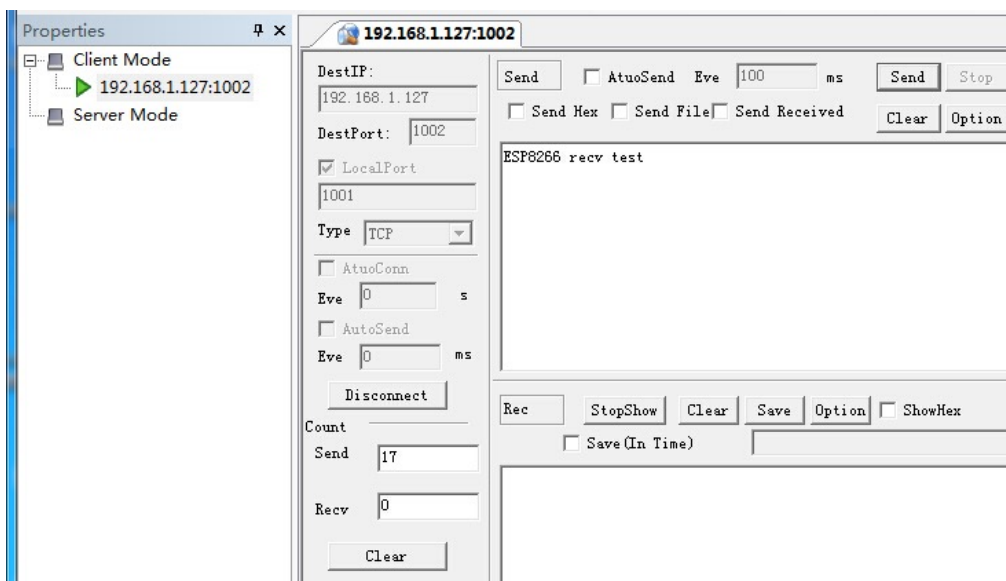 Properties
Client Mode
192.168.1.127:1002
Server Mode
192.168.1.127:1002
DestIP:
192.168.1.127
DestPort: 1002
LocalPort
1001
Type TCP
AtuoConn
Eve 0 s
AutoSend
Eve 0 ms
Disconnect
Count
Send 17
Recv 0
Clear
Send AtuoSend Eve 100 ms Send Stop
Send Hex Send File Send Received Clear Option
ESP8266 recv test
Rec StopShow Clear Save Option ShowHex
Save(In Time)